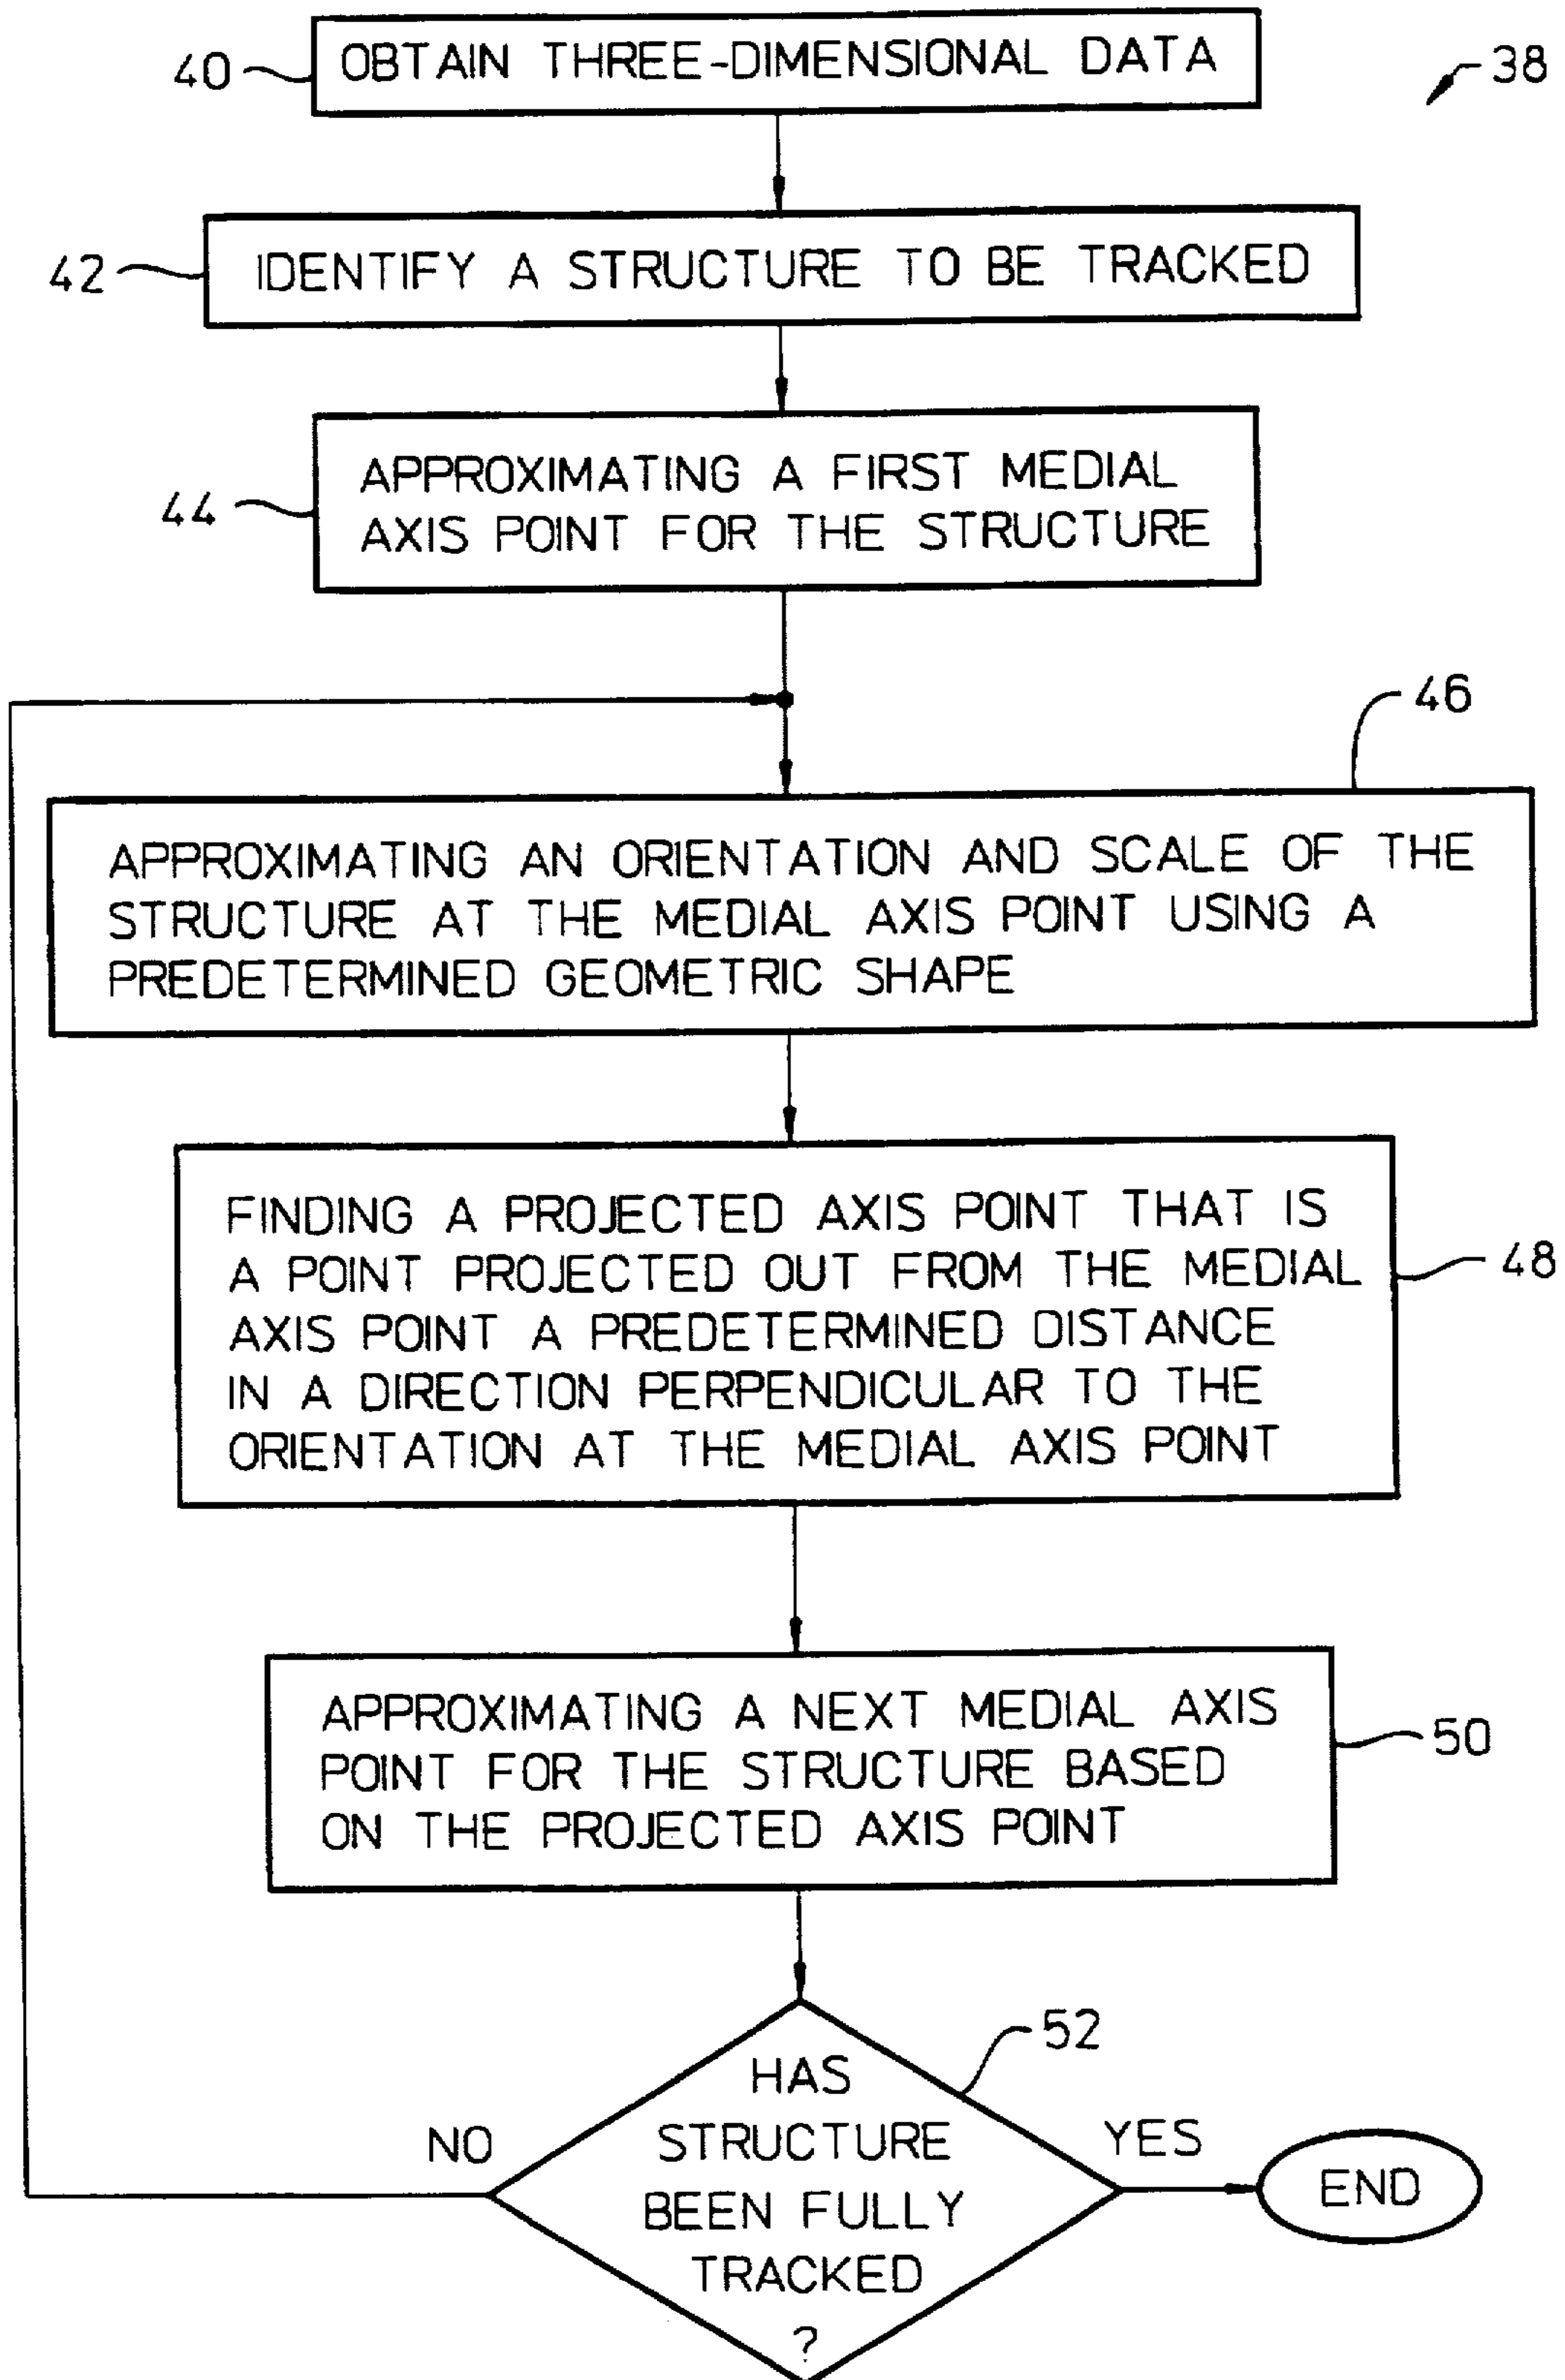 40
OBTAIN THREE-DIMENSIONAL DATA
38
42
IDENTIFY A STRUCTURE TO BE TRACKED
44
APPROXIMATING A FIRST MEDIAL
AXIS POINT FOR THE STRUCTURE
46
APPROXIMATING AN ORIENTATION AND SCALE OF THE
STRUCTURE AT THE MEDIAL AXIS POINT USING A
PREDETERMINED GEOMETRIC SHAPE
FINDING A PROJECTED AXIS POINT THAT IS
A POINT PROJECTED OUT FROM THE MEDIAL
AXIS POINT A PREDETERMINED DISTANCE
IN A DIRECTION PERPENDICULAR TO THE
ORIENTATION AT THE MEDIAL AXIS POINT
48
APPROXIMATING A NEXT MEDIAL AXIS
POINT FOR THE STRUCTURE BASED
ON THE PROJECTED AXIS POINT
50
52
HAS
STRUCTURE
BEEN FULLY
TRACKED
?
NO
YES
END